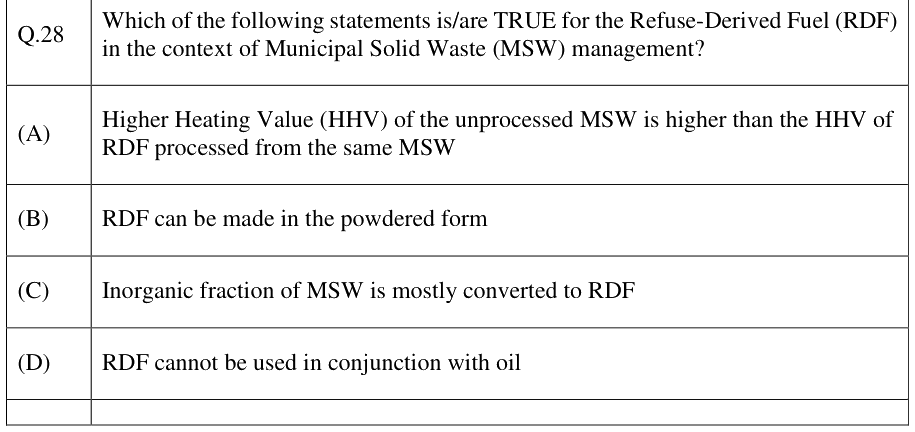 Q.28
Which of the following statements is/are TRUE for the Refuse-Derived Fuel (RDF)
in the context of Municipal Solid Waste (MSW) management?
(A)
Higher Heating Value (HHV) of the unprocessed MSW is higher than the HHV of
RDF processed from the same MSW
(B)
RDF can be made in the powdered form
(C)
Inorganic fraction of MSW is mostly converted to RDF
(D)
RDF cannot be used in conjunction with oil